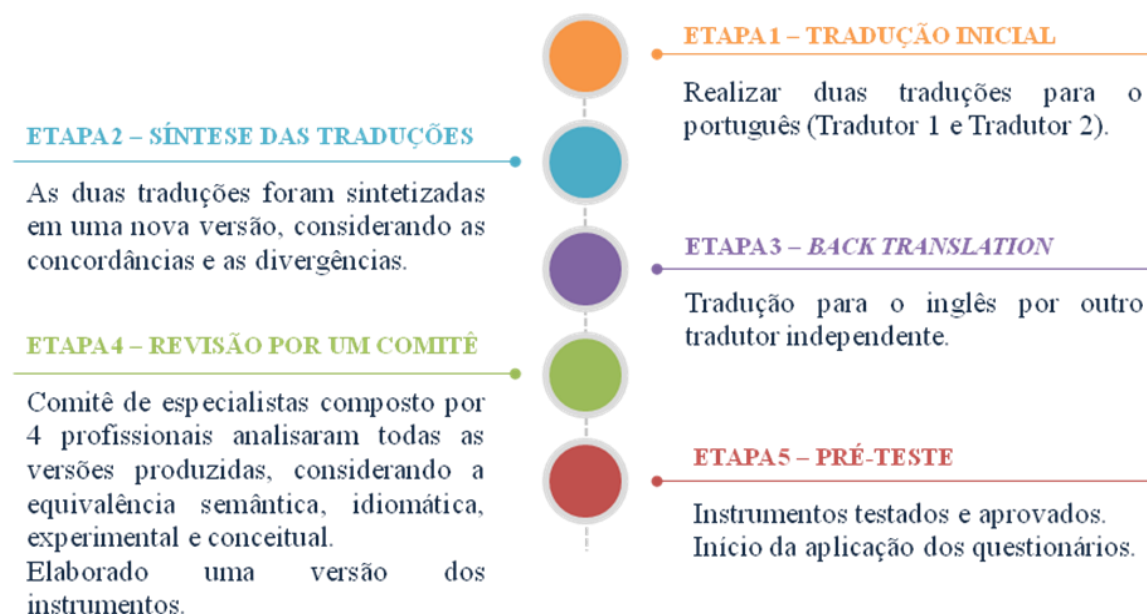 ETAPA 1 – TRADUÇÃO INICIAL
Realizar duas traduções para o
português (Tradutor 1 e Tradutor 2).
ETAPA 2 – SÍNTESE DAS TRADUÇÕES
As duas traduções foram sintetizadas
em uma nova versão, considerando as
concordâncias e as divergências.
ETAPA 3 – BACK TRANSLATION
Tradução para o inglês por outro
tradutor independente.
ETAPA 4 – REVISÃO POR UM COMITÊ
Comitê de especialistas composto por
4 profissionais analisaram todas as
versões produzidas, considerando a
equivalência semântica, idiomática,
experimental e conceitual.
Elaborado uma versão dos
instrumentos.
ETAPA 5 – PRÉ-TESTE
Instrumentos testados e aprovados.
Início da aplicação dos questionários.